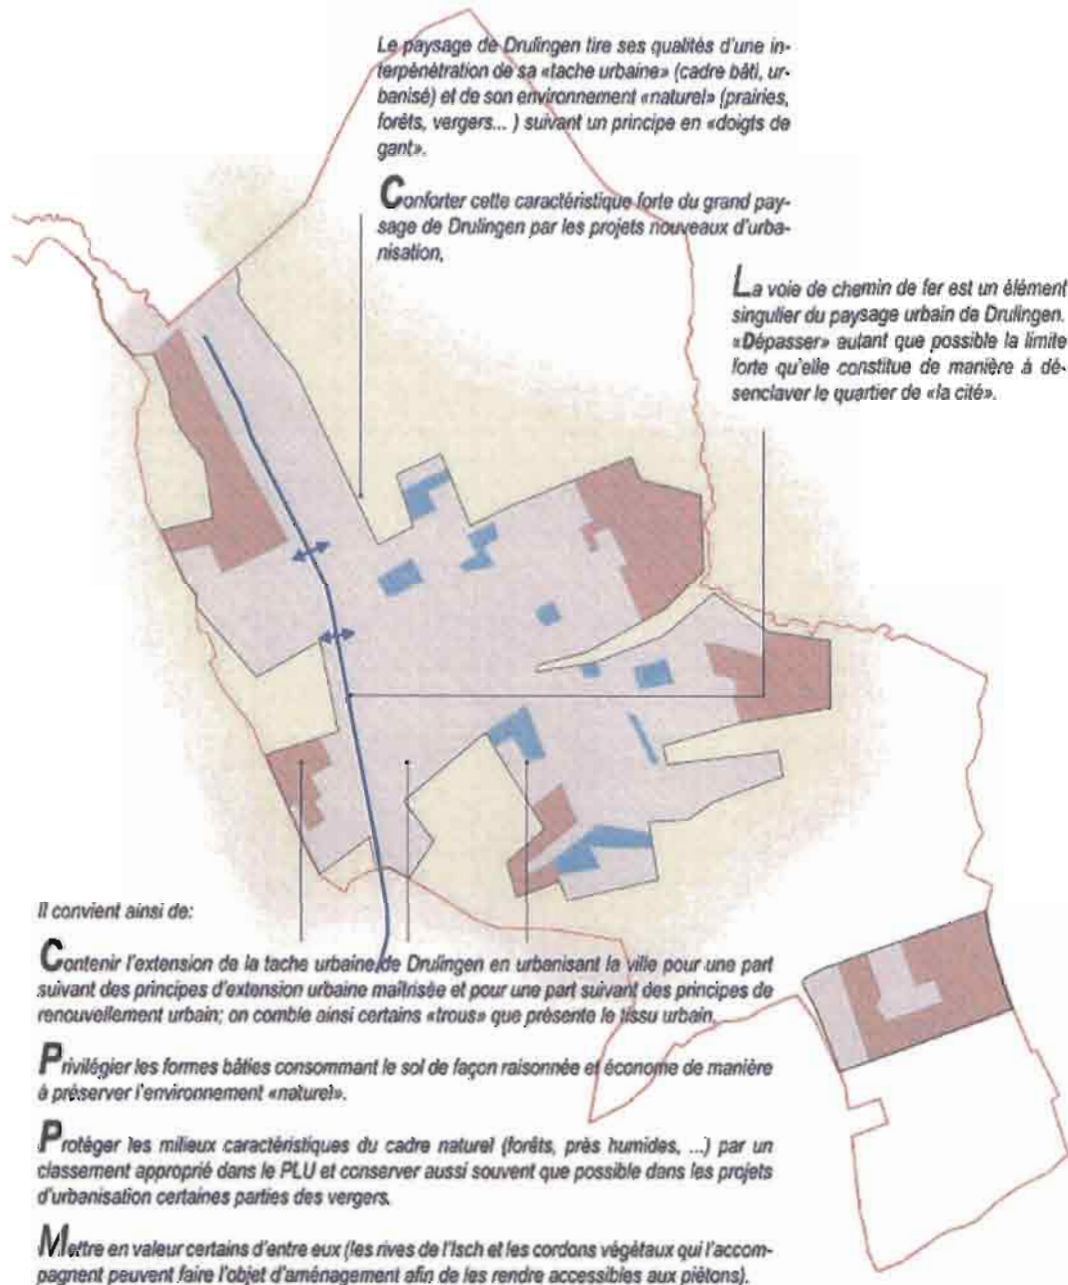 Le paysage de Drulingen tire ses qualités d'une in-
terpénétration de sa «tache urbaine» (cadre bâti, ur-
banisé) et de son environnement «naturel» (prairies,
forêts, vergers... ) suivant un principe en «doigts de
gant».
Conforter cette caractéristique forte du grand pay-
sage de Drulingen par les projets nouveaux d'urba-
nisation,
La voie de chemin de fer est un élément
singulier du paysage urbain de Drulingen.
«Dépasser» autant que possible la limite
forte qu'elle constitue de manière à dé-
senclaver le quartier de «la cité».
Il convient ainsi de:
Contenir l'extension de la tache urbaine de Drulingen en urbanisant la ville pour une part
suivant des principes d'extension urbaine maîtrisée et pour une part suivant des principes de
renouvellement urbain; on comble ainsi certains «trous» que présente le tissu urbain.
Privilégier les formes bâties consommant le sol de façon raisonnée et économe de manière
à préserver l'environnement «naturel».
Protéger les milieux caractéristiques du cadre naturel (forêts, près humides, ...) par un
classement approprié dans le PLU et conserver aussi souvent que possible dans les projets
d'urbanisation certaines parties des vergers.
Mettre en valeur certains d'entre eux (les rives de l'Isch et les cordons végétaux qui l'accom-
pagnent peuvent faire l'objet d'aménagement afin de les rendre accessibles aux piétons).